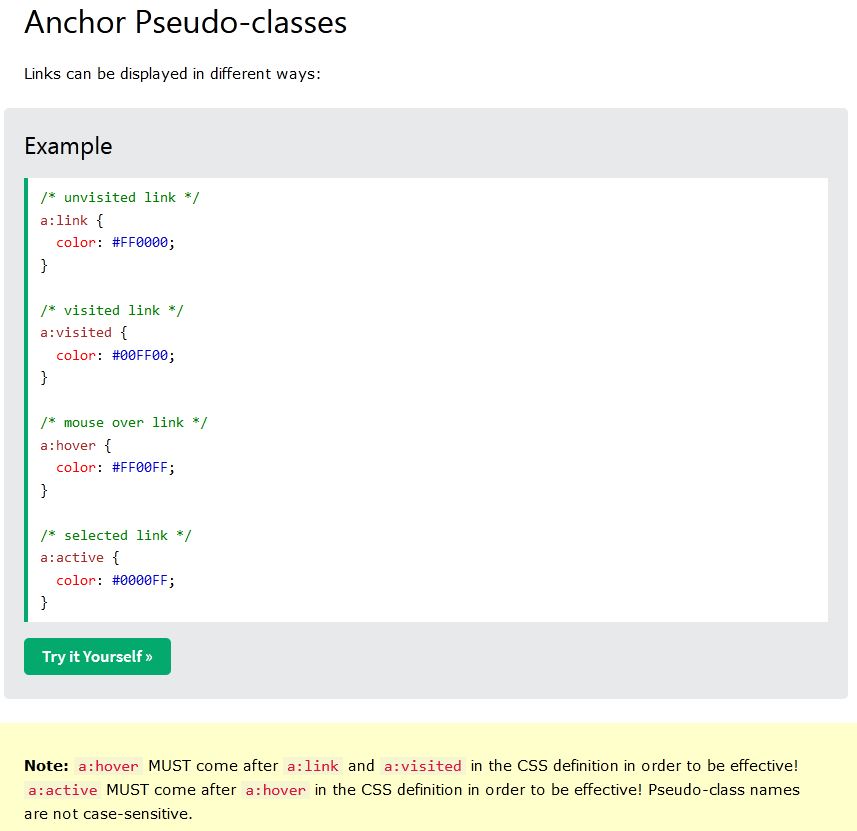 Anchor Pseudo-classes
Links can be displayed in different ways:
Example
/* unvisited link */
a:link {
  color: #FF0000;
}
/* visited link */
a:visited {
  color: #00FF00;
}
/* mouse over link */
a:hover {
  color: #FF00FF;
}
/* selected link */
a:active {
  color: #0000FF;
}
Try it Yourself »
Note: a:hover MUST come after a:link and a:visited in the CSS definition in order to be effective!
a:active MUST come after a:hover in the CSS definition in order to be effective! Pseudo-class names
are not case-sensitive.